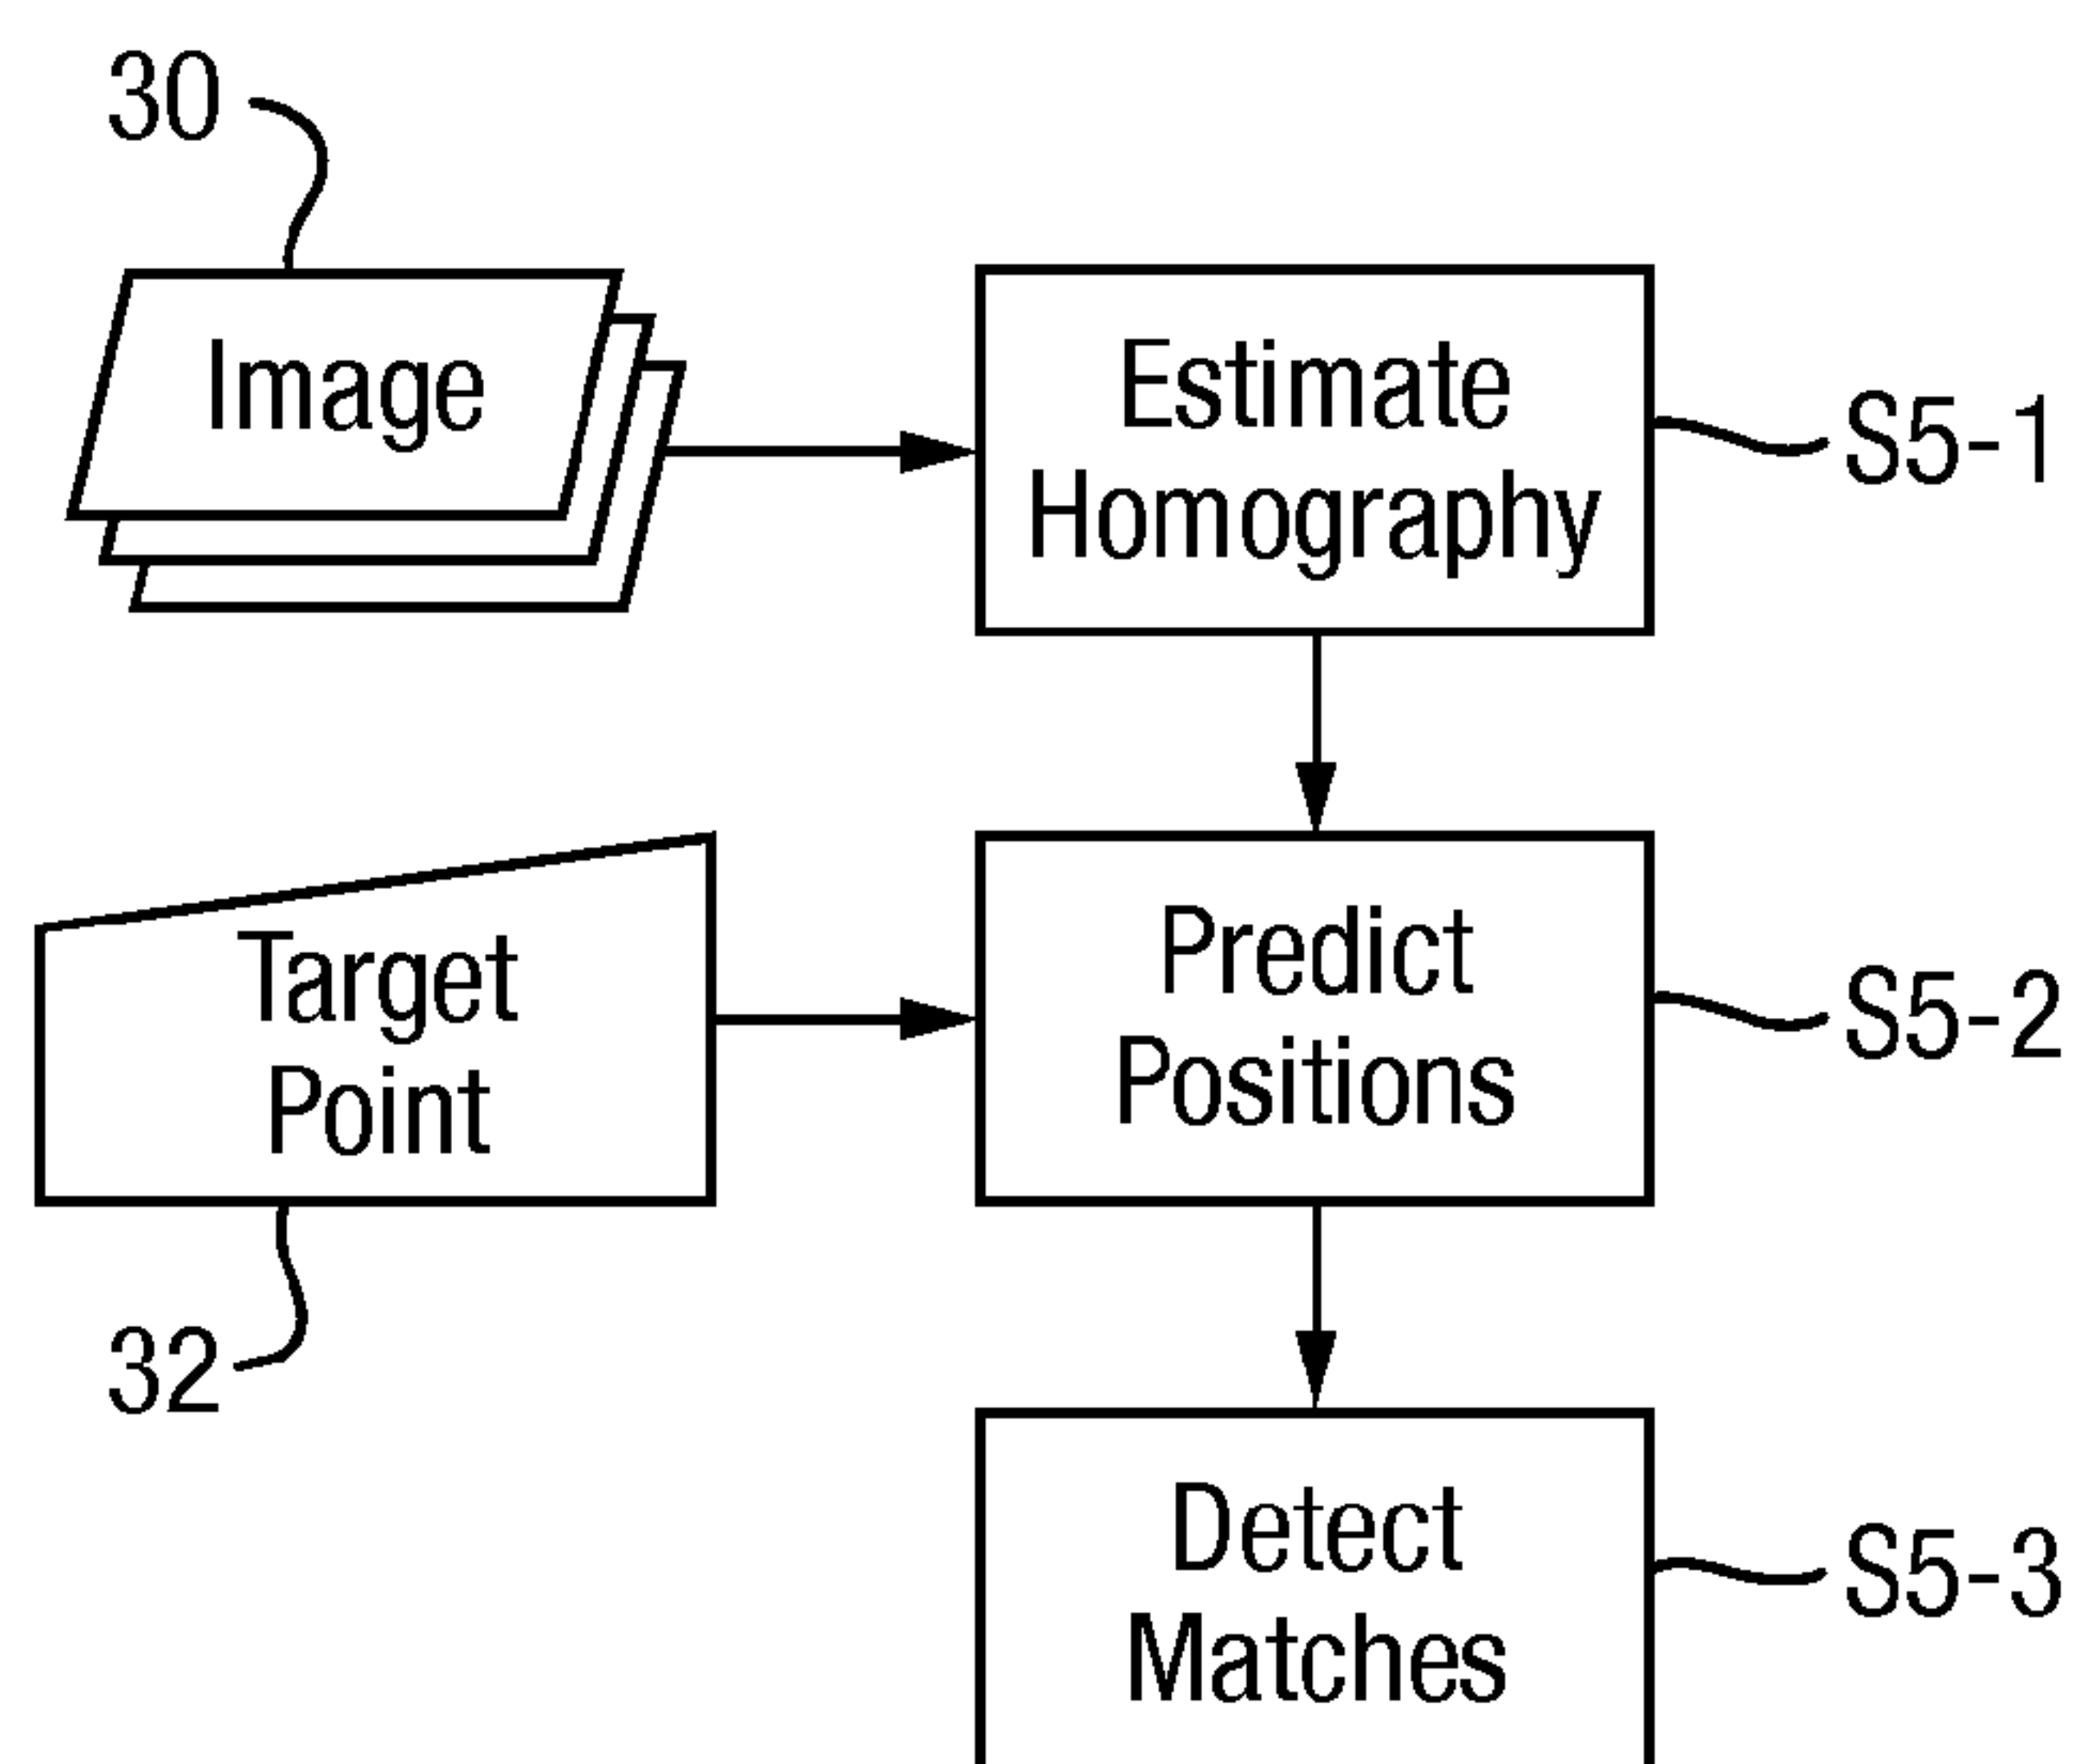 30
Image
Estimate
Homography
S5-1
Target
Point
32
Predict
Positions
S5-2
Detect
Matches
S5-3